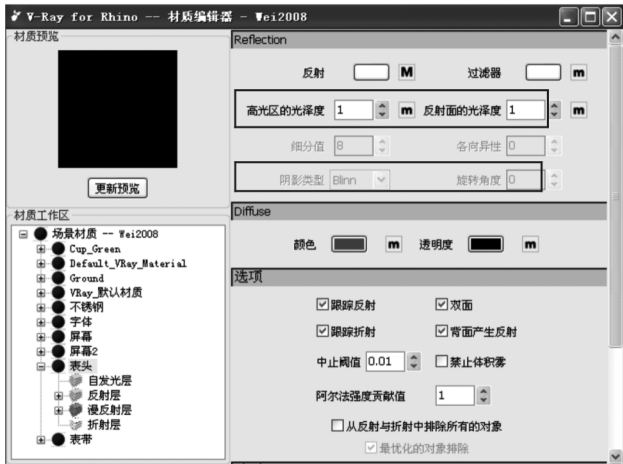 V-Ray for Rhino -- 材质编辑器 - Wei2008
材质预览
更新预览
材质工作区
场景材质 -- Wei2008
Cup_Green
Default_VRay_Material
Ground
VRay_默认材质
不锈钢
字体
屏幕
屏幕2
表头
自发光层
反射层
漫反射层
折射层
表带
Reflection
反射 M 过滤器 m
高光区的光泽度 1 m 反射面的光泽度 1 m
细分值 8 各向异性 0
阴影类型 Blinn 旋转角度 0
Diffuse
颜色 m 透明度 m
选项
跟踪反射 双面
跟踪折射 背面产生反射
中止阈值 0.01 禁止体积雾
阿尔法强度贡献值 1
从反射与折射中排除所有的对象
最优化的对象排除